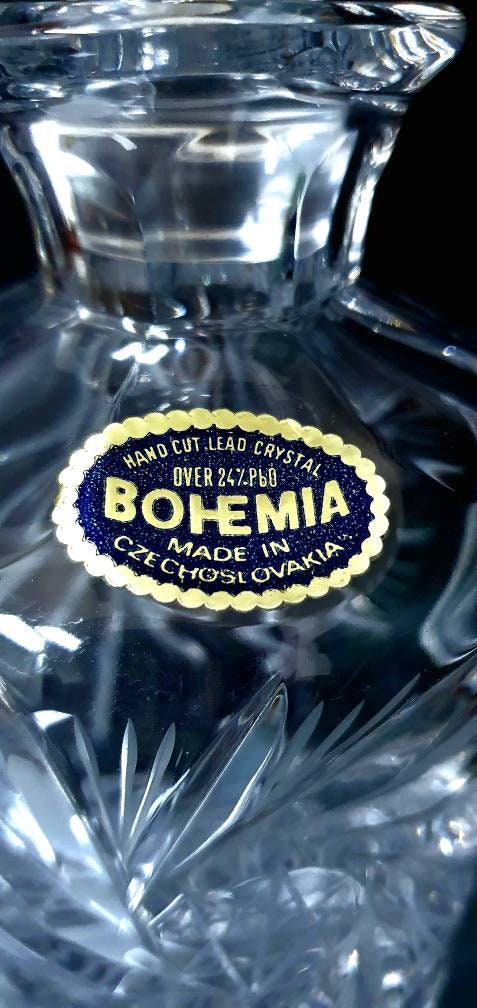 HAND CUT LEAD CRYSTAL
OVER 24% PbO
BOHEMIA
MADE IN
CZECHOSLOVAKIA